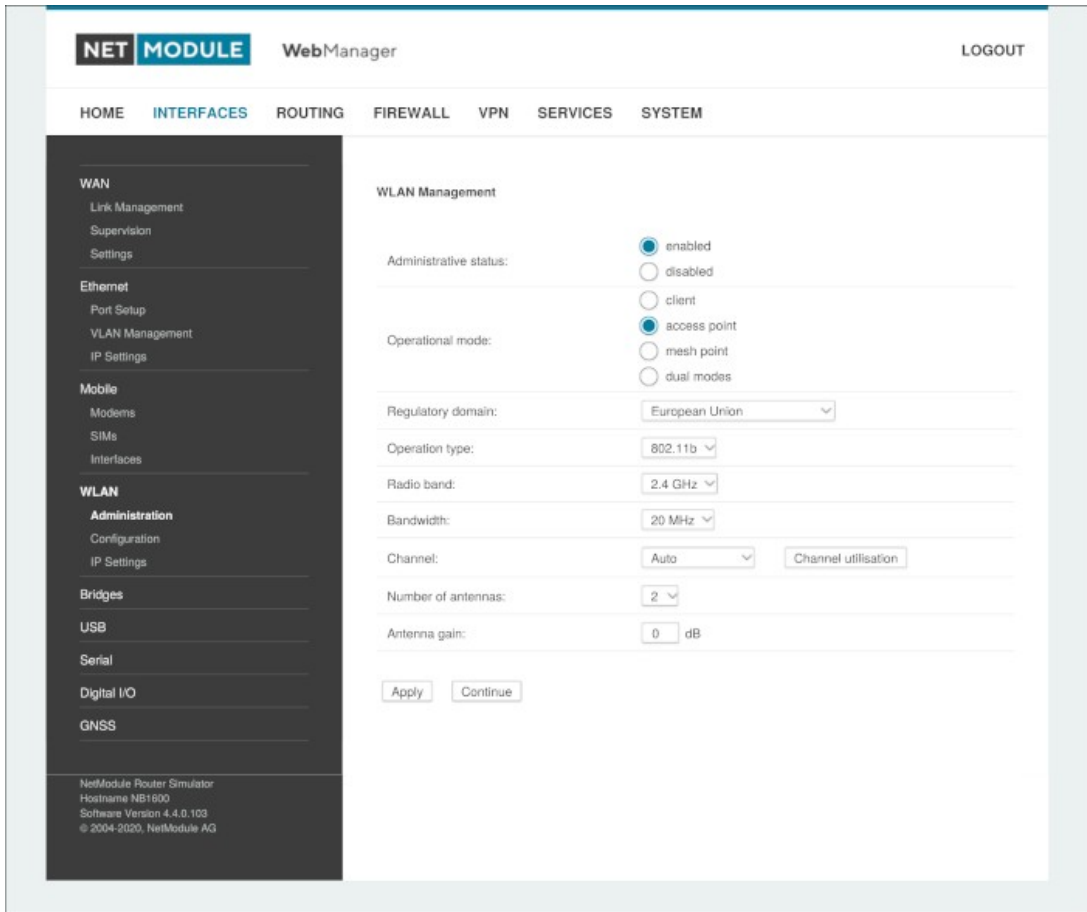 NET MODULE WebManager LOGOUT
HOME INTERFACES ROUTING FIREWALL VPN SERVICES SYSTEM
WAN
Link Management
Supervision
Settings
Ethernet
Port Setup
VLAN Management
IP Settings
Mobile
Modems
SIMs
Interfaces
WLAN
Administration
Configuration
IP Settings
Bridges
USB
Serial
Digital I/O
GNSS
NetModule Router Simulator
Hostname NB1600
Software Version 4.4.0.103
© 2004-2020, NetModule AG
WLAN Management
Administrative status:
enabled
disabled
Operational mode:
client
access point
mesh point
dual modes
Regulatory domain: European Union
Operation type: 802.11b
Radio band: 2.4 GHz
Bandwidth: 20 MHz
Channel: Auto Channel utilisation
Number of antennas: 2
Antenna gain: 0 dB
Apply Continue